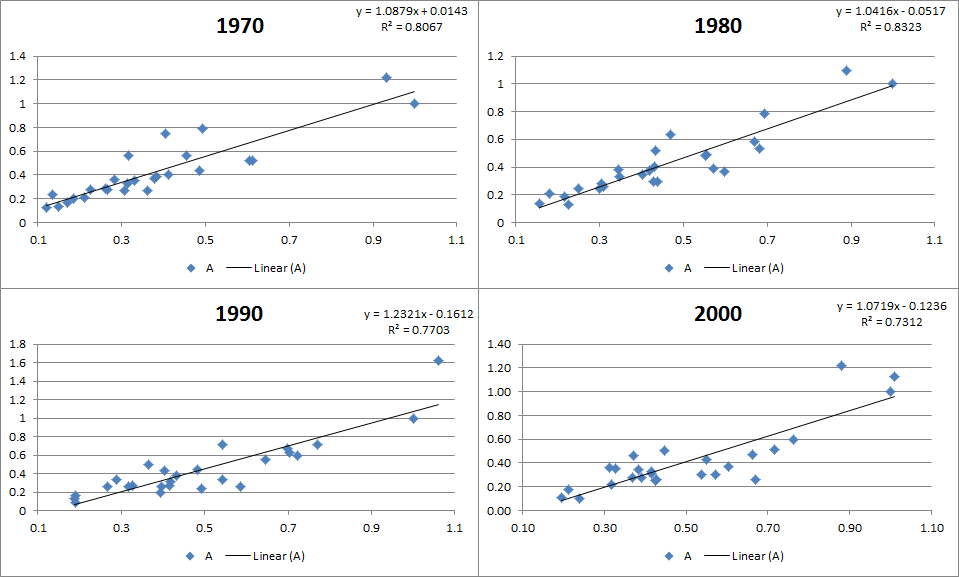 y = 1.0879x + 0.0143
R² = 0.8067
1970
1.4
1.2
1
0.8
0.6
0.4
0.2
0
0.1 0.3 0.5 0.7 0.9 1.1
A Linear (A)
y = 1.0416x - 0.0517
R² = 0.8323
1980
1.2
1
0.8
0.6
0.4
0.2
0
0.1 0.3 0.5 0.7 0.9 1.1
A Linear (A)
y = 1.2321x - 0.1612
R² = 0.7703
1990
1.8
1.6
1.4
1.2
1
0.8
0.6
0.4
0.2
0
0.1 0.3 0.5 0.7 0.9 1.1
A Linear (A)
y = 1.0719x - 0.1236
R² = 0.7312
2000
1.40
1.20
1.00
0.80
0.60
0.40
0.20
0.00
0.10 0.30 0.50 0.70 0.90 1.10
A Linear (A)